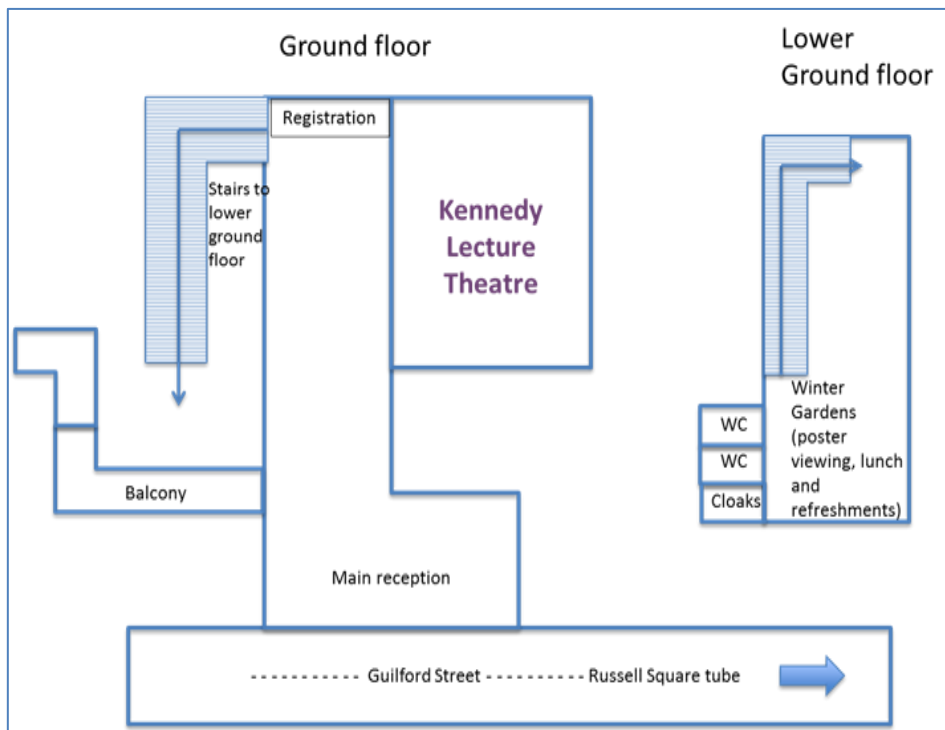 Ground floor
Lower
Ground floor
Registration
Stairs to
lower
ground
floor
Kennedy
Lecture
Theatre
Balcony
Main reception
WC
WC
Cloaks
Winter
Gardens
(poster
viewing, lunch
and
refreshments)
- - - - - - - - - - - Guilford Street - - - - - - - - - - Russell Square tube